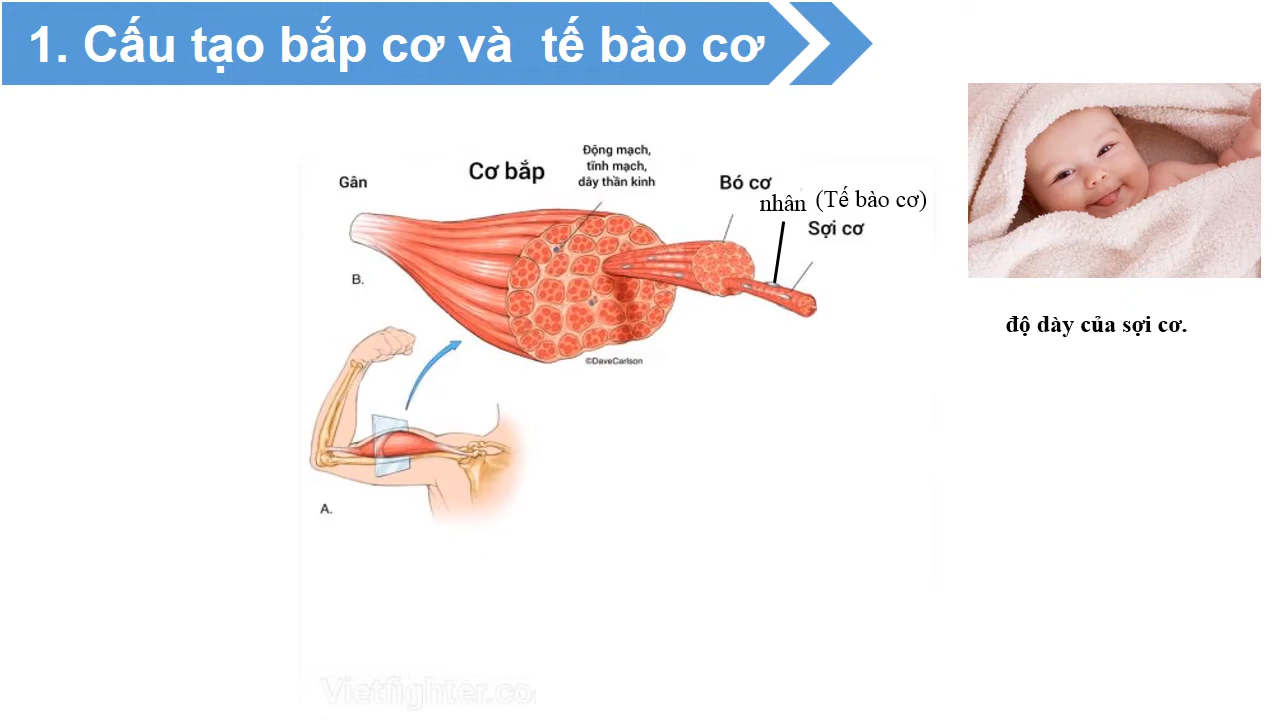 1. Cấu tạo bắp cơ và tế bào cơ
Động mạch,
tĩnh mạch,
dây thần kinh
Gân
Cơ bắp
Bó cơ
nhân
(Tế bào cơ)
Sợi cơ
B.
©DaveCarlson
A.
độ dày của sợi cơ.
Vietfighter.co